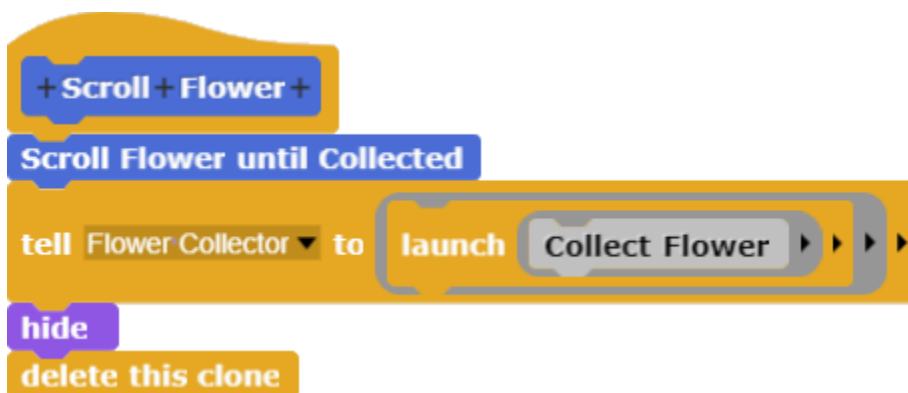 +Scroll+Flower+
Scroll Flower until Collected
tell Flower Collector to launch Collect Flower
hide
delete this clone